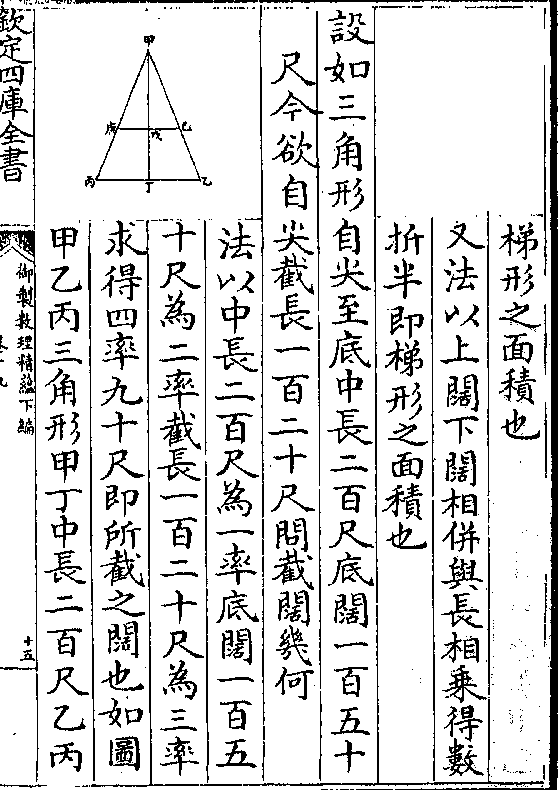 梯形之面積也
又法以上闊下闊相併與長相乘得數
折半即梯形之面積也
設如三角形自尖至底中長二百尺底闊一百五十
尺今欲自尖截長一百二十尺問截闊幾何
法以中長二百尺為一率底闊一百五
十尺為二率截長一百二十尺為三率
求得四率九十尺即所截之闊也如圖
甲乙丙三角形甲丁中長二百尺乙丙
甲
庚
戊
己
丙
丁
乙
欽定四庫全書
御製數理精蘊下編
十五